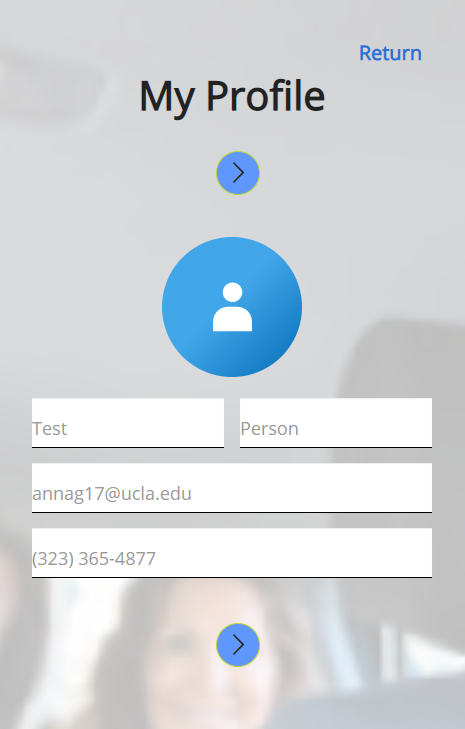 Return
My Profile
Test Person
annag17@ucla.edu
(323) 365-4877